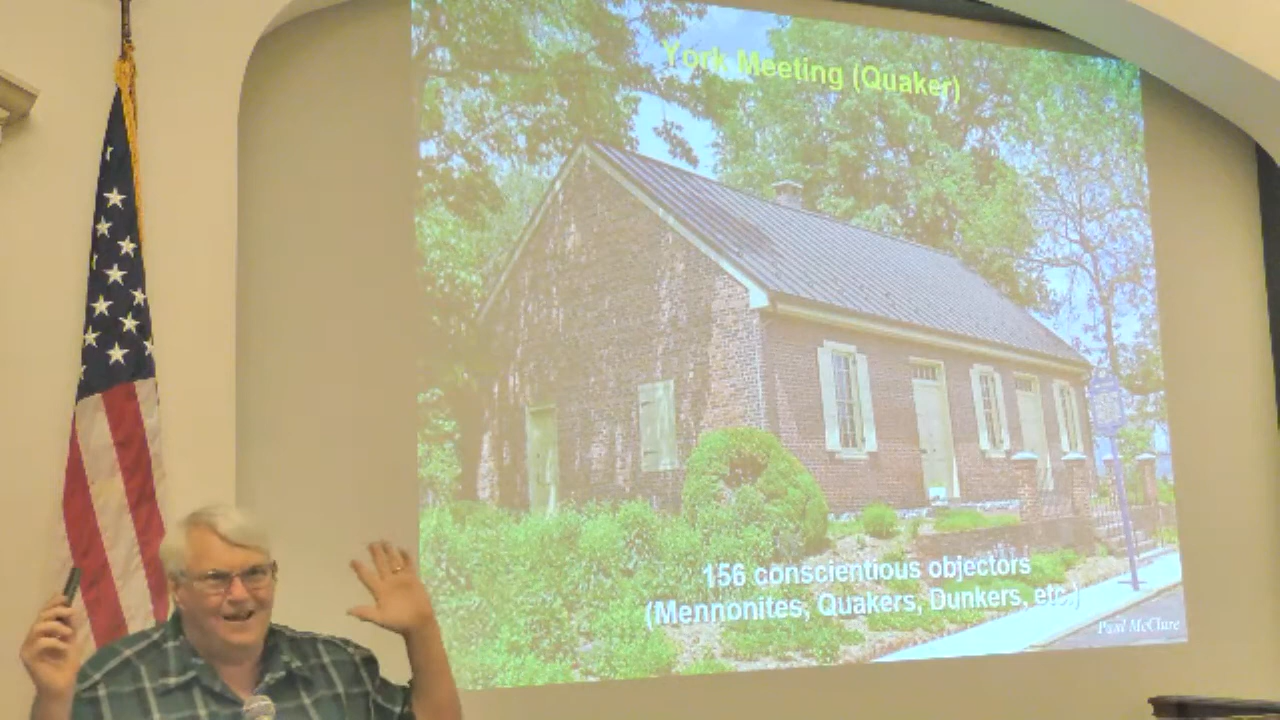 York Meeting (Quaker)
156 conscientious objectors
(Mennonites, Quakers, Dunkers, etc.)
Paul McClure